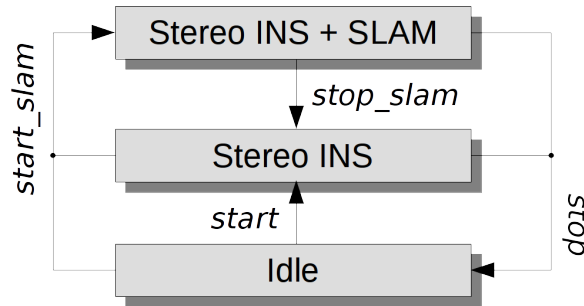 Stereo INS + SLAM
start_slam
stop_slam
Stereo INS
start
stop
Idle